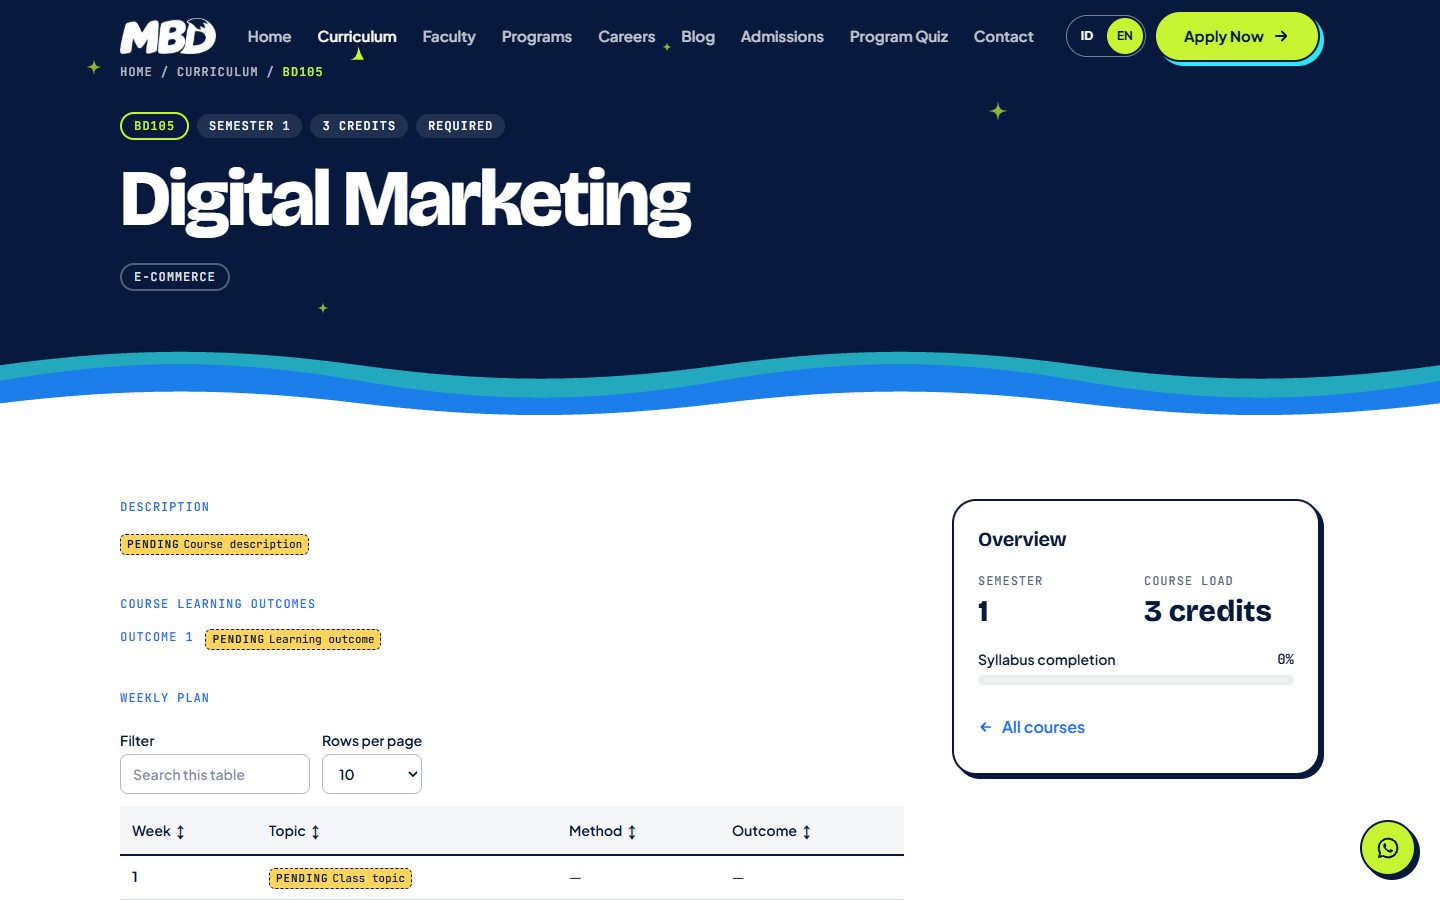 MBD
Home Curriculum Faculty Programs Careers Blog Admissions Program Quiz Contact ID EN Apply Now →
HOME / CURRICULUM / BD105
BD105 SEMESTER 1 3 CREDITS REQUIRED
Digital Marketing
E-COMMERCE
DESCRIPTION
PENDING Course description
COURSE LEARNING OUTCOMES
OUTCOME 1 PENDING Learning outcome
WEEKLY PLAN
Filter Rows per page
Search this table 10
Week ↕ Topic ↕ Method ↕ Outcome ↕
1 PENDING Class topic — —
Overview
SEMESTER COURSE LOAD
1 3 credits
Syllabus completion 0%
← All courses